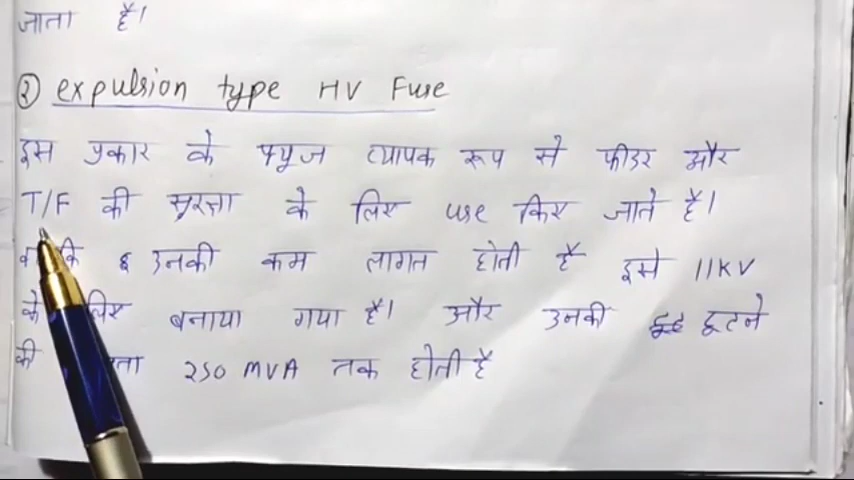 जाता है।
② expulsion type HV Fuse
इस प्रकार के फ्यूज व्यापक रूप से फीडर और
T/F की सुरक्षा के लिए use किए जाते है।
उनकी कम लागत होती है इसे 11KV
के लिए बनाया गया है। और उनकी टूटने
की 250 MVA तक होती है